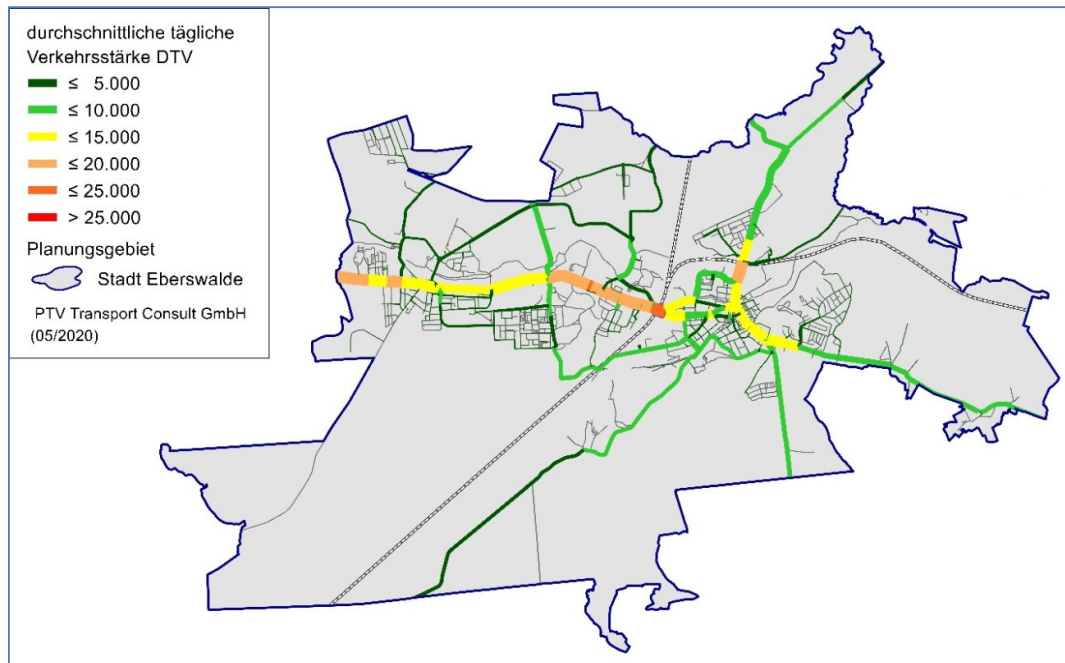 durchschnittliche tägliche
Verkehrsstärke DTV
≤ 5.000
≤ 10.000
≤ 15.000
≤ 20.000
≤ 25.000
> 25.000
Planungsgebiet
Stadt Eberswalde
PTV Transport Consult GmbH
(05/2020)